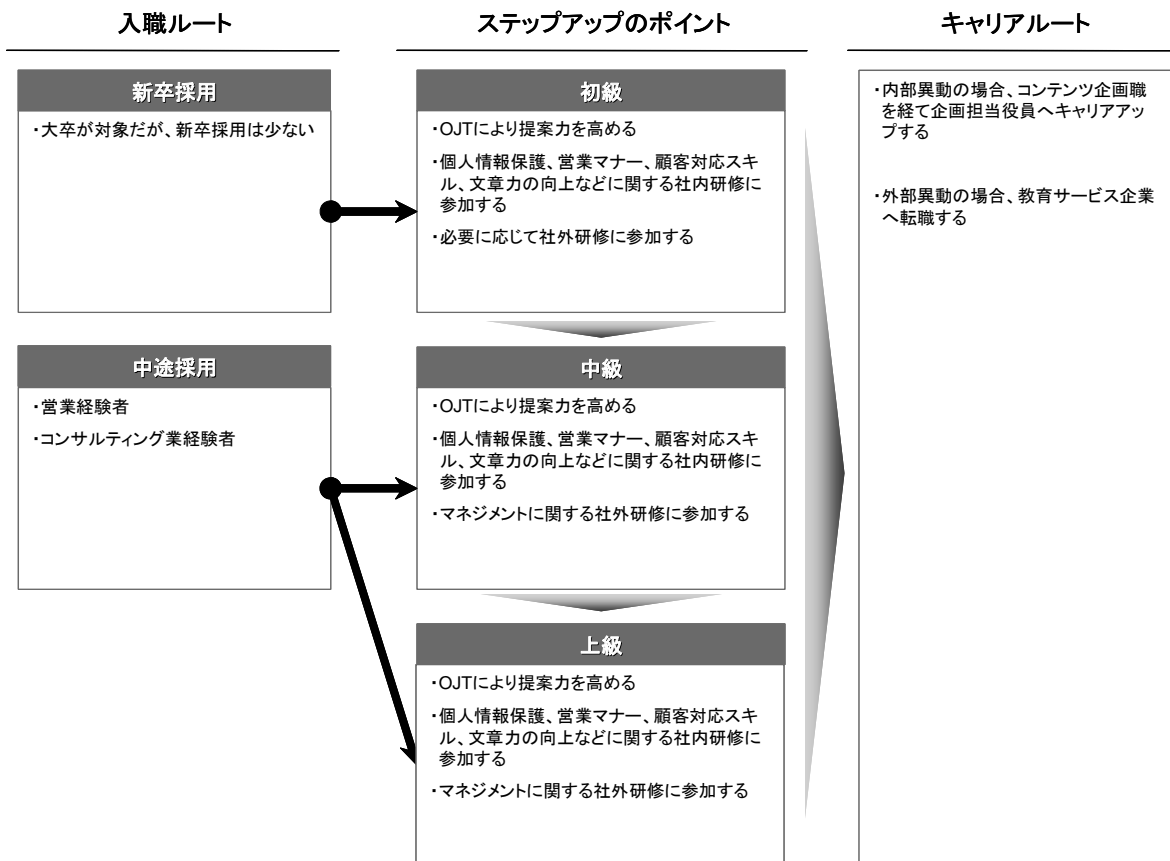 入職ルート
ステップアップのポイント
キャリアルート
新卒採用
・大卒が対象だが、新卒採用は少ない
中途採用
・営業経験者
・コンサルティング業経験者
初級
・OJTにより提案力を高める
・個人情報保護、営業マナー、顧客対応スキ
ル、文章力の向上などに関する社内研修に
参加する
・必要に応じて社外研修に参加する
中級
・OJTにより提案力を高める
・個人情報保護、営業マナー、顧客対応スキ
ル、文章力の向上などに関する社内研修に
参加する
・マネジメントに関する社外研修に参加する
上級
・OJTにより提案力を高める
・個人情報保護、営業マナー、顧客対応スキ
ル、文章力の向上などに関する社内研修に
参加する
・マネジメントに関する社外研修に参加する
・内部異動の場合、コンテンツ企画職
を経て企画担当役員へキャリアアッ
プする
・外部異動の場合、教育サービス企業
へ転職する